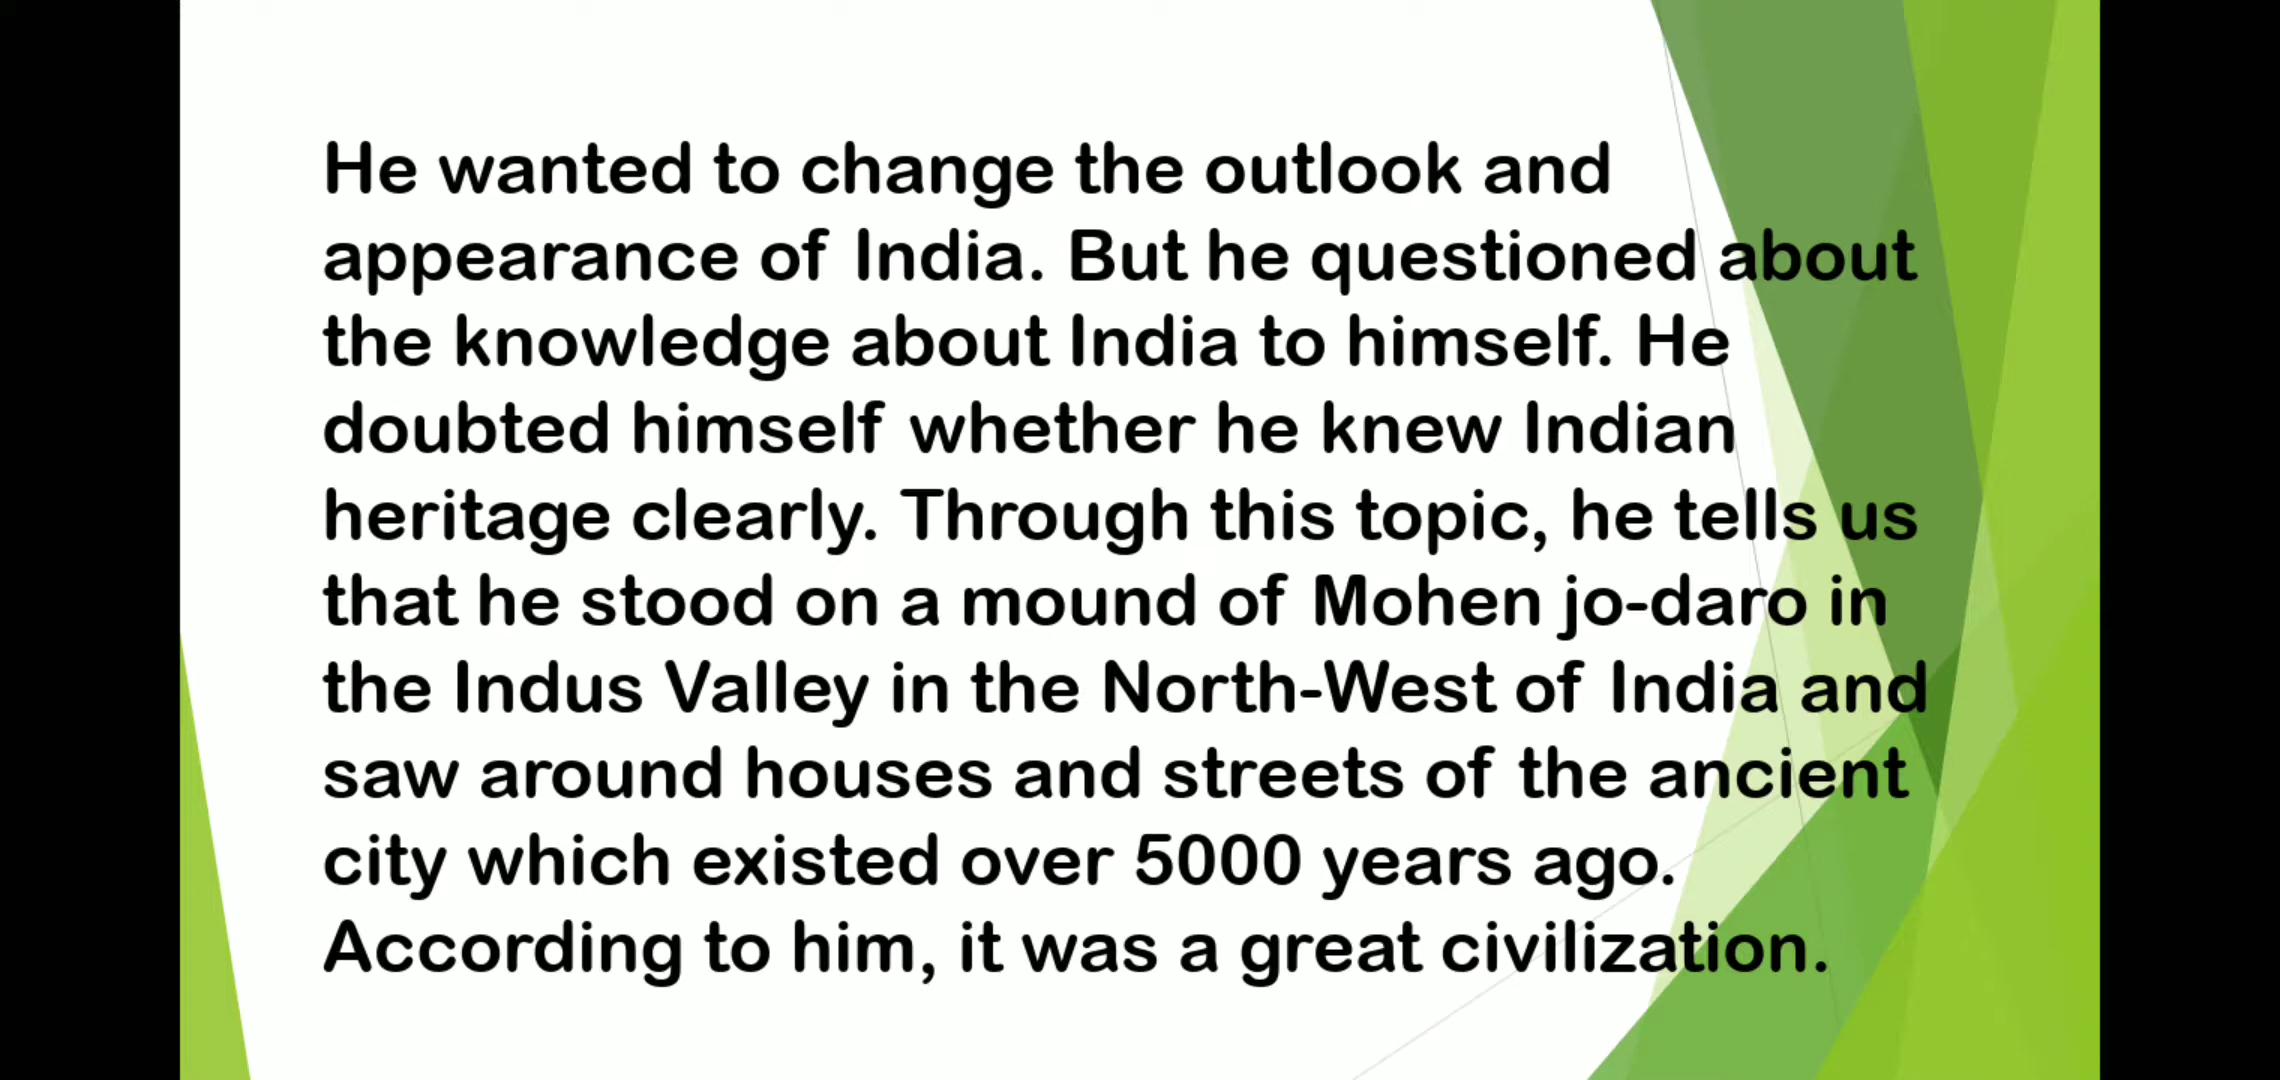 He wanted to change the outlook and
appearance of India. But he questioned about
the knowledge about India to himself. He
doubted himself whether he knew Indian
heritage clearly. Through this topic, he tells us
that he stood on a mound of Mohen jo-daro in
the Indus Valley in the North-West of India and
saw around houses and streets of the ancient
city which existed over 5000 years ago.
According to him, it was a great civilization.